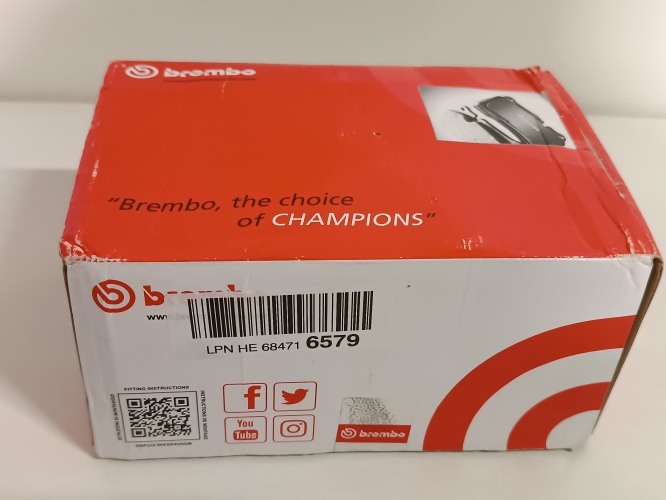 brembo
"Brembo, the choice
of CHAMPIONS"
brembo
www
LPN HE 68471 6579
FITTING INSTRUCTIONS
You
Tube
brembo